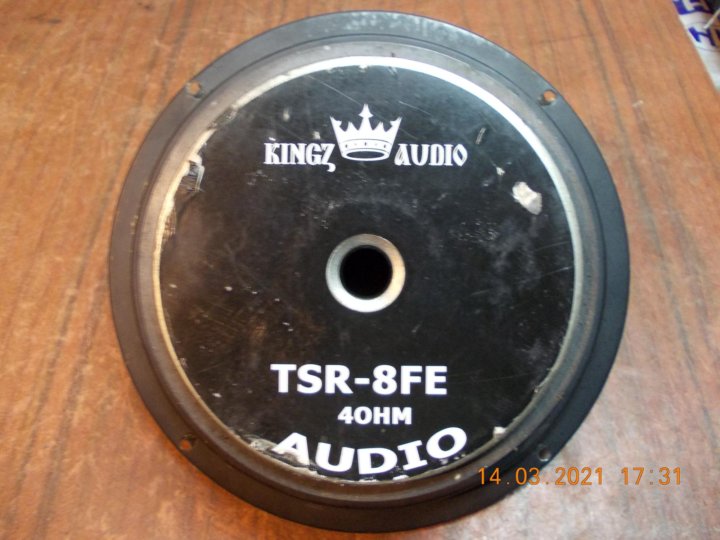 KINGZ AUDIO
TSR-8FE
4OHM
AUDIO
14.03.2021 17:31